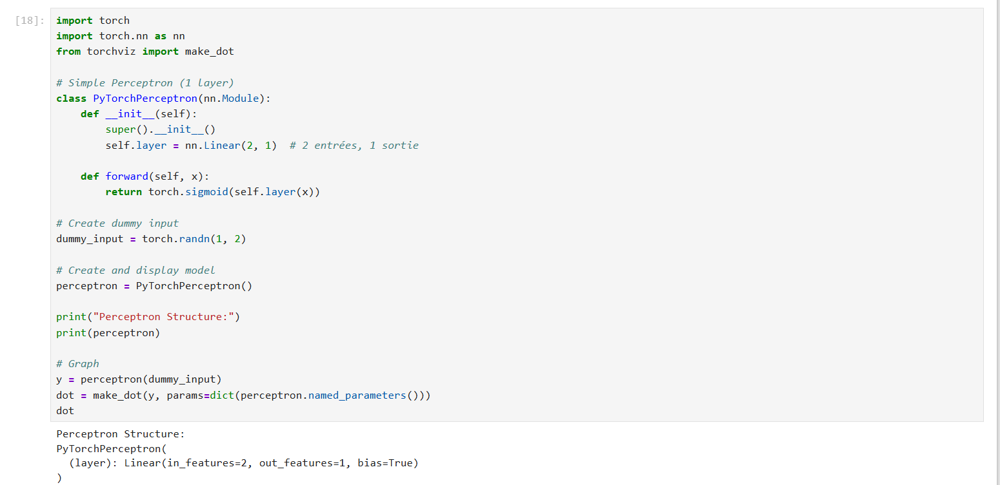 [18]:
import torch
import torch.nn as nn
from torchviz import make_dot
# Simple Perceptron (1 layer)
class PyTorchPerceptron(nn.Module):
    def __init__(self):
        super().__init__()
        self.layer = nn.Linear(2, 1)  # 2 entrées, 1 sortie
    def forward(self, x):
        return torch.sigmoid(self.layer(x))
# Create dummy input
dummy_input = torch.randn(1, 2)
# Create and display model
perceptron = PyTorchPerceptron()
print("Perceptron Structure:")
print(perceptron)
# Graph
y = perceptron(dummy_input)
dot = make_dot(y, params=dict(perceptron.named_parameters()))
dot
Perceptron Structure:
PyTorchPerceptron(
  (layer): Linear(in_features=2, out_features=1, bias=True)
)